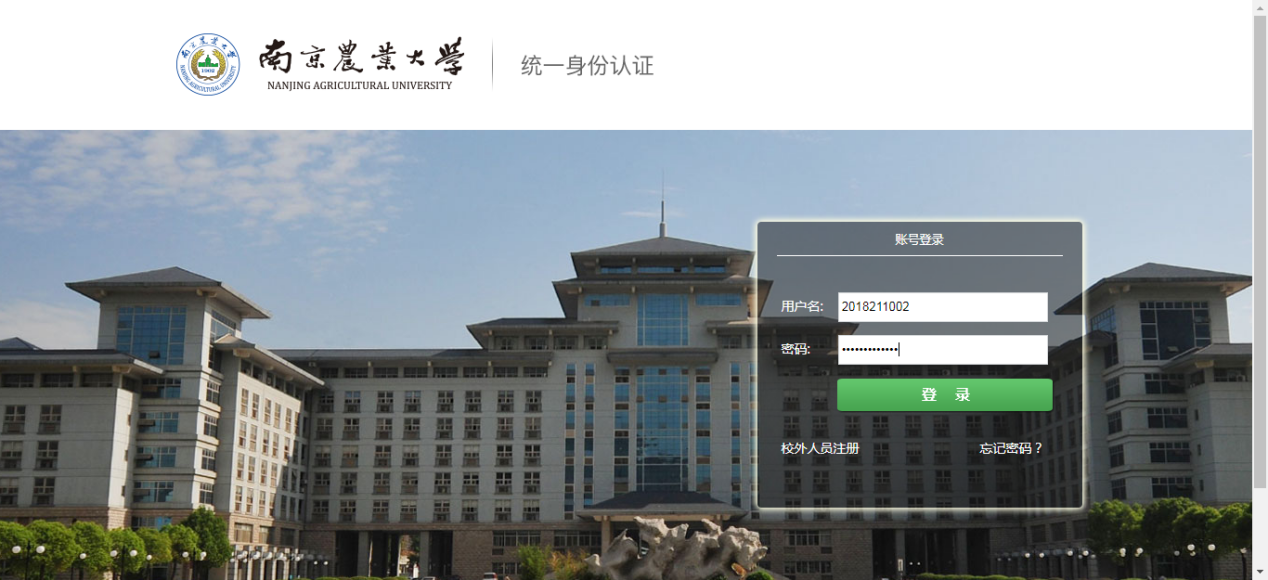 南京農業大學
NANJING AGRICULTURAL UNIVERSITY
统一身份认证
账号登录
用户名: 2018211002
密码: •••••••••••••
登 录
校外人员注册
忘记密码？